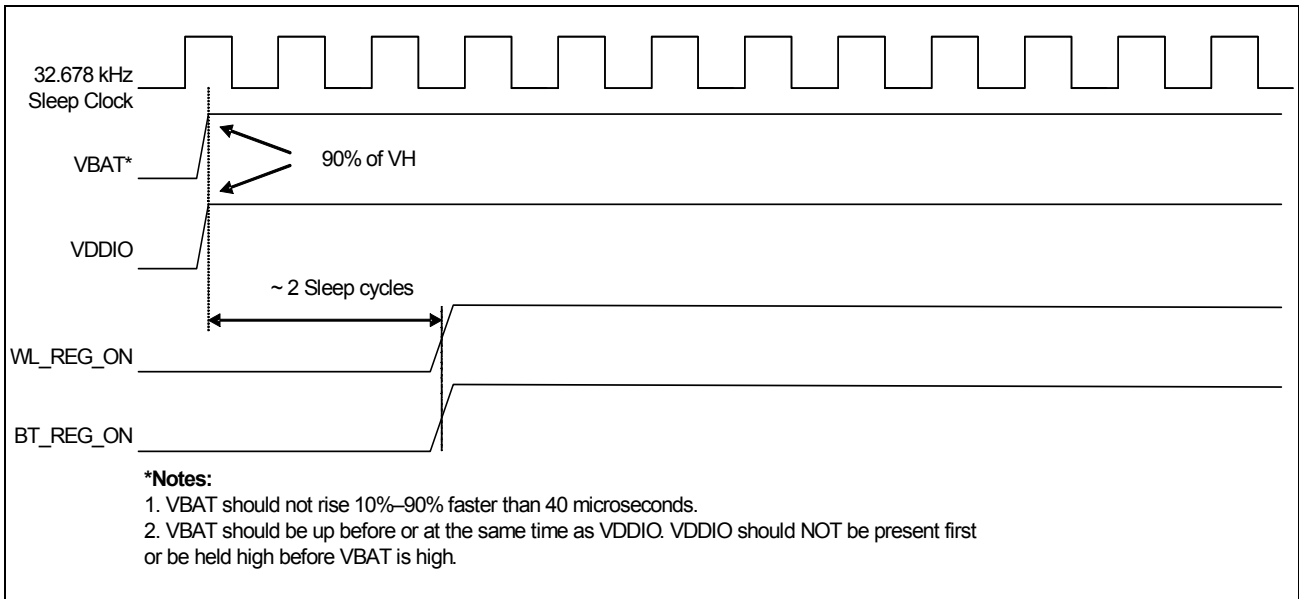 32.678 kHz
Sleep Clock
VBAT*
90% of VH
VDDIO
~ 2 Sleep cycles
WL_REG_ON
BT_REG_ON
*Notes:
1. VBAT should not rise 10%–90% faster than 40 microseconds.
2. VBAT should be up before or at the same time as VDDIO. VDDIO should NOT be present first
or be held high before VBAT is high.